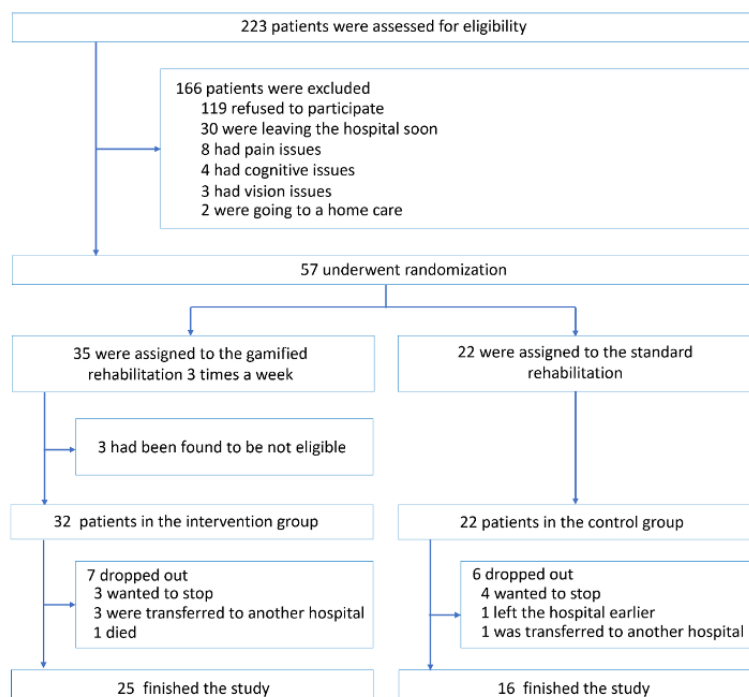 223 patients were assessed for eligibility
166 patients were excluded
119 refused to participate
30 were leaving the hospital soon
8 had pain issues
4 had cognitive issues
3 had vision issues
2 were going to a home care
57 underwent randomization
35 were assigned to the gamified
rehabilitation 3 times a week
22 were assigned to the standard
rehabilitation
3 had been found to be not eligible
32 patients in the intervention group
22 patients in the control group
7 dropped out
3 wanted to stop
3 were transferred to another hospital
1 died
6 dropped out
4 wanted to stop
1 left the hospital earlier
1 was transferred to another hospital
25 finished the study
16 finished the study